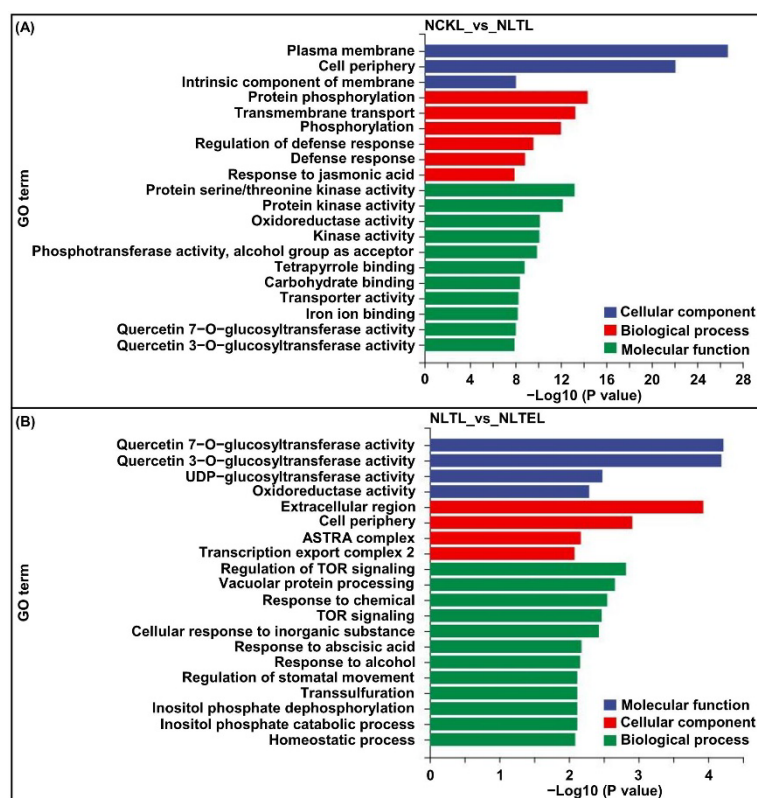 (A)
NCKL_vs_NLTL
Plasma membrane
Cell periphery
Intrinsic component of membrane
Protein phosphorylation
Transmembrane transport
Phosphorylation
Regulation of defense response
Defense response
Response to jasmonic acid
Protein serine/threonine kinase activity
Protein kinase activity
Oxidoreductase activity
Kinase activity
Phosphotransferase activity, alcohol group as acceptor
Tetrapyrrole binding
Carbohydrate binding
Transporter activity
Iron ion binding
Quercetin 7-O-glucosyltransferase activity
Quercetin 3-O-glucosyltransferase activity
GO term
Cellular component
Biological process
Molecular function
0 4 8 12 16 18 22 26 28
−Log10 (P value)
(B)
NLTL_vs_NLTEL
Quercetin 7-O-glucosyltransferase activity
Quercetin 3-O-glucosyltransferase activity
UDP-glucosyltransferase activity
Oxidoreductase activity
Extracellular region
Cell periphery
ASTRA complex
Transcription export complex 2
Regulation of TOR signaling
Vacuolar protein processing
Response to chemical
TOR signaling
Cellular response to inorganic substance
Response to abscisic acid
Response to alcohol
Regulation of stomatal movement
Transsulfuration
Inositol phosphate dephosphorylation
Inositol phosphate catabolic process
Homeostatic process
GO term
Molecular function
Cellular component
Biological process
0 1 2 3 4
−Log10 (P value)